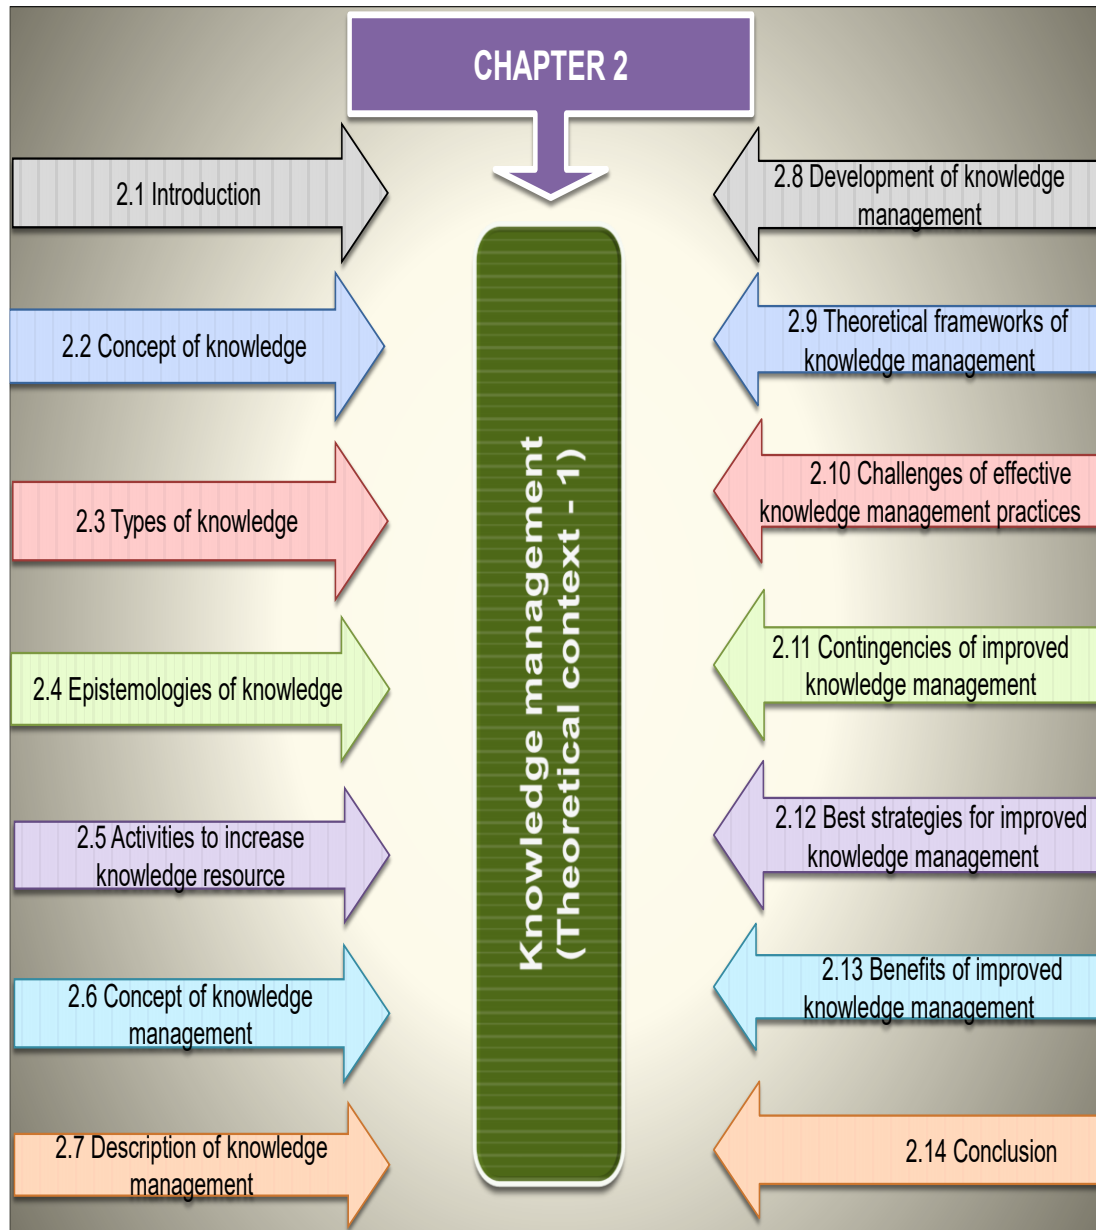 CHAPTER 2
2.1 Introduction
2.2 Concept of knowledge
2.3 Types of knowledge
2.4 Epistemologies of knowledge
2.5 Activities to increase
knowledge resource
2.6 Concept of knowledge
management
2.7 Description of knowledge
management
Knowledge management
(Theoretical context - 1)
2.8 Development of knowledge
management
2.9 Theoretical frameworks of
knowledge management
2.10 Challenges of effective
knowledge management practices
2.11 Contingencies of improved
knowledge management
2.12 Best strategies for improved
knowledge management
2.13 Benefits of improved
knowledge management
2.14 Conclusion